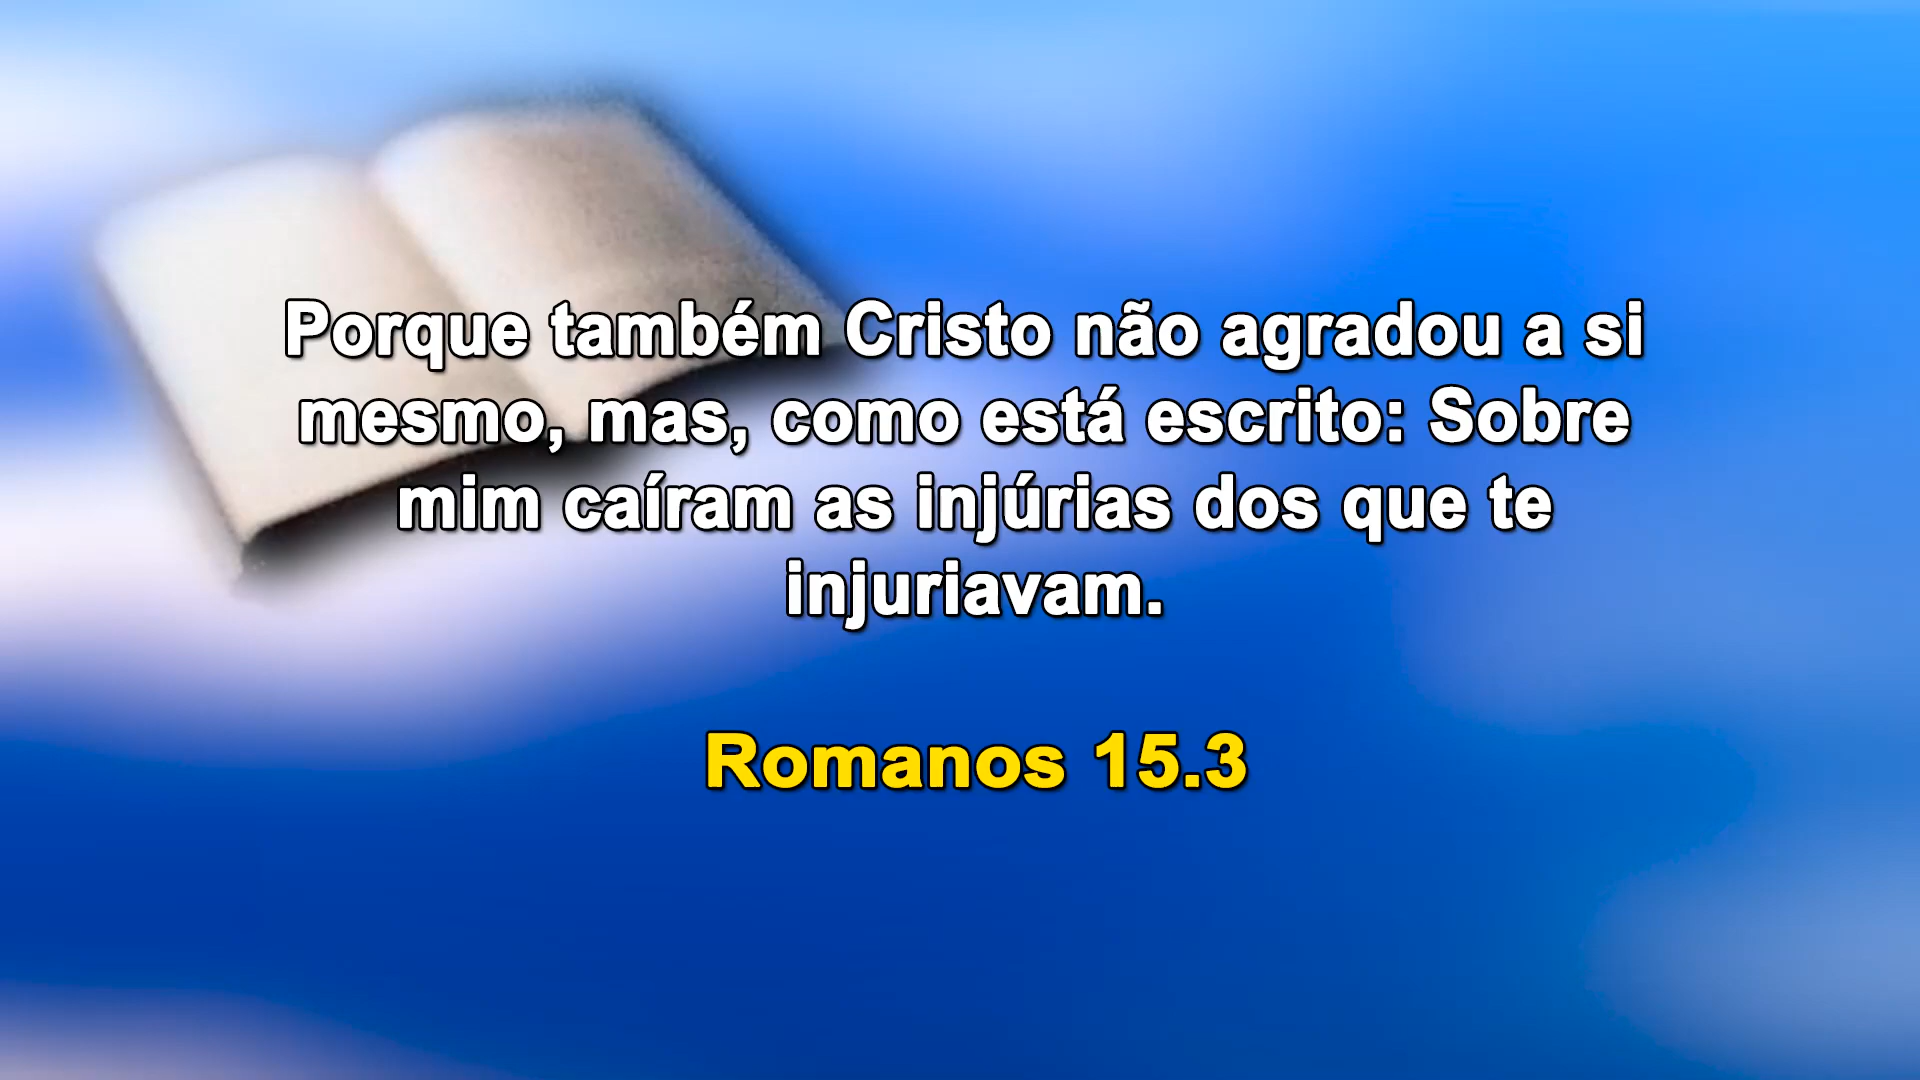 Porque também Cristo não agradou a si
mesmo, mas, como está escrito: Sobre
mim caíram as injúrias dos que te
injuriavam.
Romanos 15.3